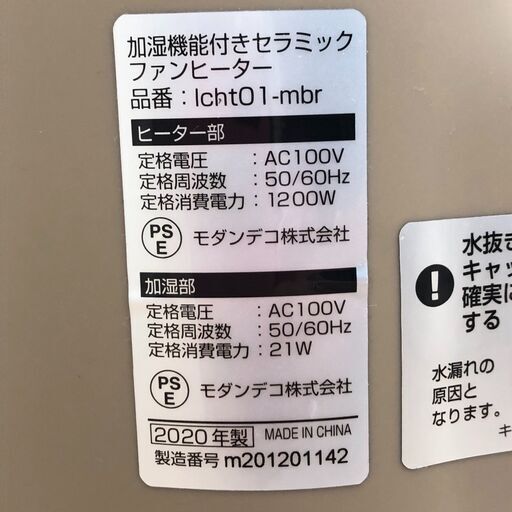 加湿機能付きセラミック
ファンヒーター
品番：lcht01-mbr
ヒーター部
定格電圧　：AC100V
定格周波数　：50/60Hz
定格消費電力：1200W
PS
E
モダンデコ株式会社
加湿部
定格電圧　：AC100V
定格周波数　：50/60Hz
定格消費電力：21W
PS
E
モダンデコ株式会社
2020年製 MADE IN CHINA
製造番号 m201201142
水抜き
キャッ
確実に
する
水漏れの
原因と
なります。
キ